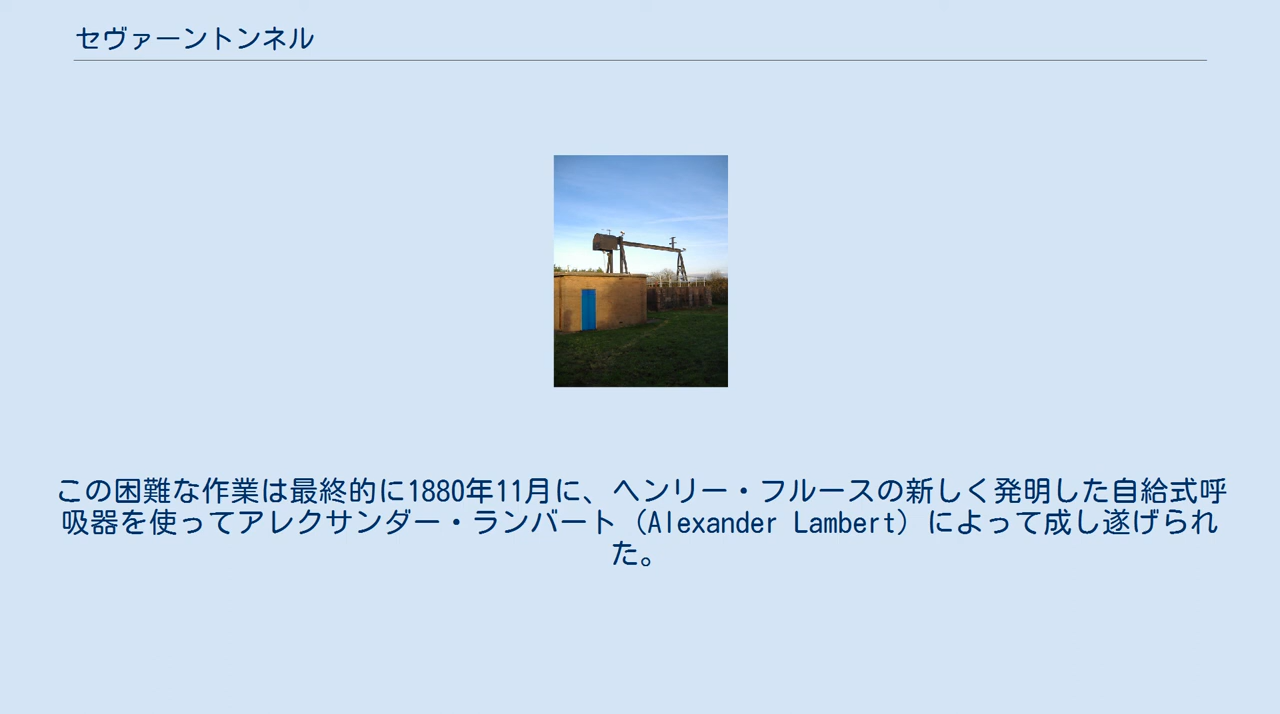 セヴァーントンネル
この困難な作業は最終的に1880年11月に、ヘンリー・フルースの新しく発明した自給式呼
吸器を使ってアレクサンダー・ランバート（Alexander Lambert）によって成し遂げられ
た。